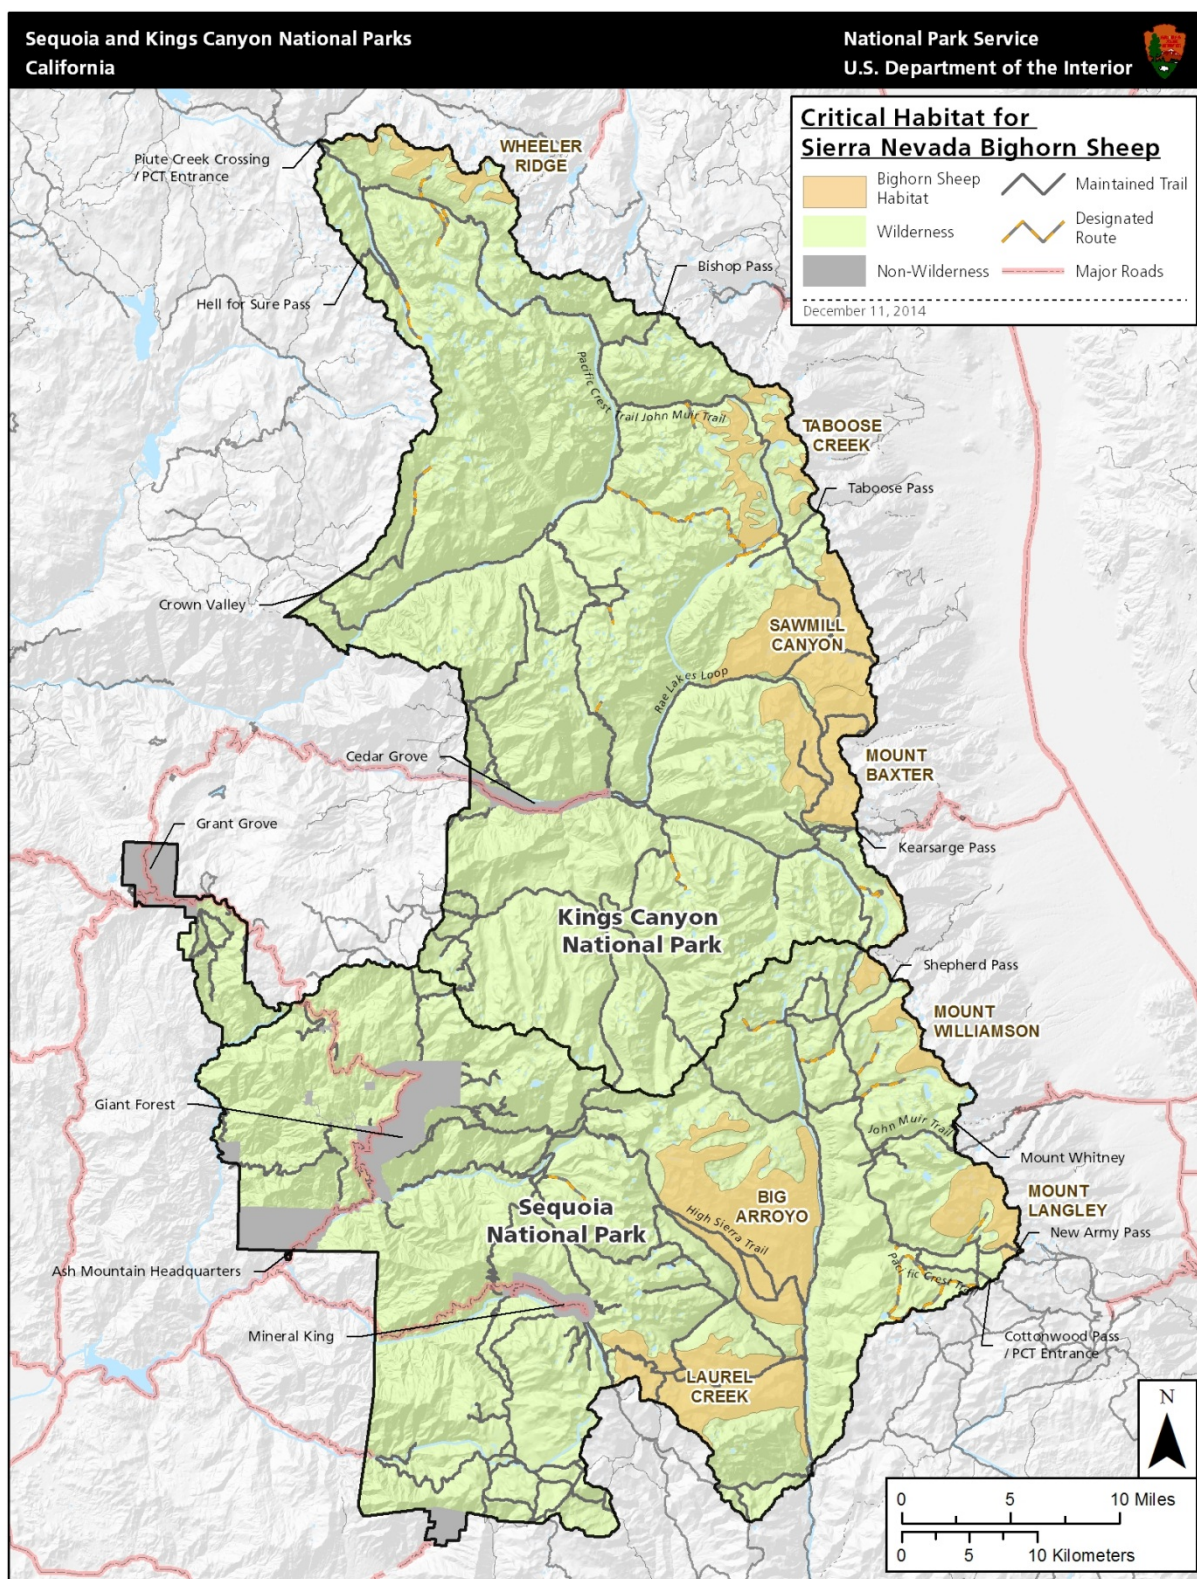 Sequoia and Kings Canyon National Parks
California
National Park Service
U.S. Department of the Interior
Critical Habitat for
Sierra Nevada Bighorn Sheep
Bighorn Sheep
Habitat
Maintained Trail
Wilderness
Designated
Route
Non-Wilderness
Major Roads
December 11, 2014
Piute Creek Crossing
/ PCT Entrance
WHEELER
RIDGE
Bishop Pass
Hell for Sure Pass
Pacific Crest Trail John Muir Trail
TABOOSE
CREEK
Taboose Pass
Crown Valley
SAWMILL
CANYON
Rae Lakes Loop
Cedar Grove
MOUNT
BAXTER
Grant Grove
Kearsarge Pass
Kings Canyon
National Park
Shepherd Pass
MOUNT
WILLIAMSON
Giant Forest
John Muir Trail
Mount Whitney
BIG
ARROYO
MOUNT
LANGLEY
Sequoia
National Park
High Sierra Trail
New Army Pass
Pacific Crest Trail
Ash Mountain Headquarters
Mineral King
Cottonwood Pass
/ PCT Entrance
LAUREL
CREEK
N
0 5 10 Miles
0 5 10 Kilometers